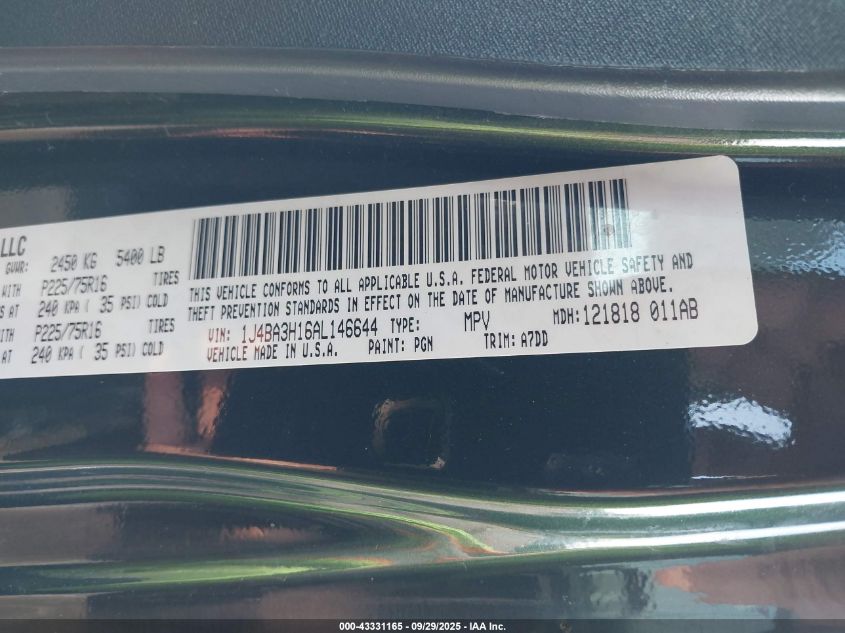 LLC
GVWR: 2450 KG 5400 LB
WITH P225/75R16 TIRES
S AT 240 KPA ( 35 PSI) COLD
WITH P225/75R16 TIRES
AT 240 KPA ( 35 PSI) COLD
THIS VEHICLE CONFORMS TO ALL APPLICABLE U.S.A. FEDERAL MOTOR VEHICLE SAFETY AND
THEFT PREVENTION STANDARDS IN EFFECT ON THE DATE OF MANUFACTURE SHOWN ABOVE.
VIN: 1J4BA3H16AL146644 TYPE: MPV MDH: 121818 011AB
VEHICLE MADE IN U.S.A. PAINT: PGN TRIM: A7DD
000-43331165 - 09/29/2025 - IAA Inc.